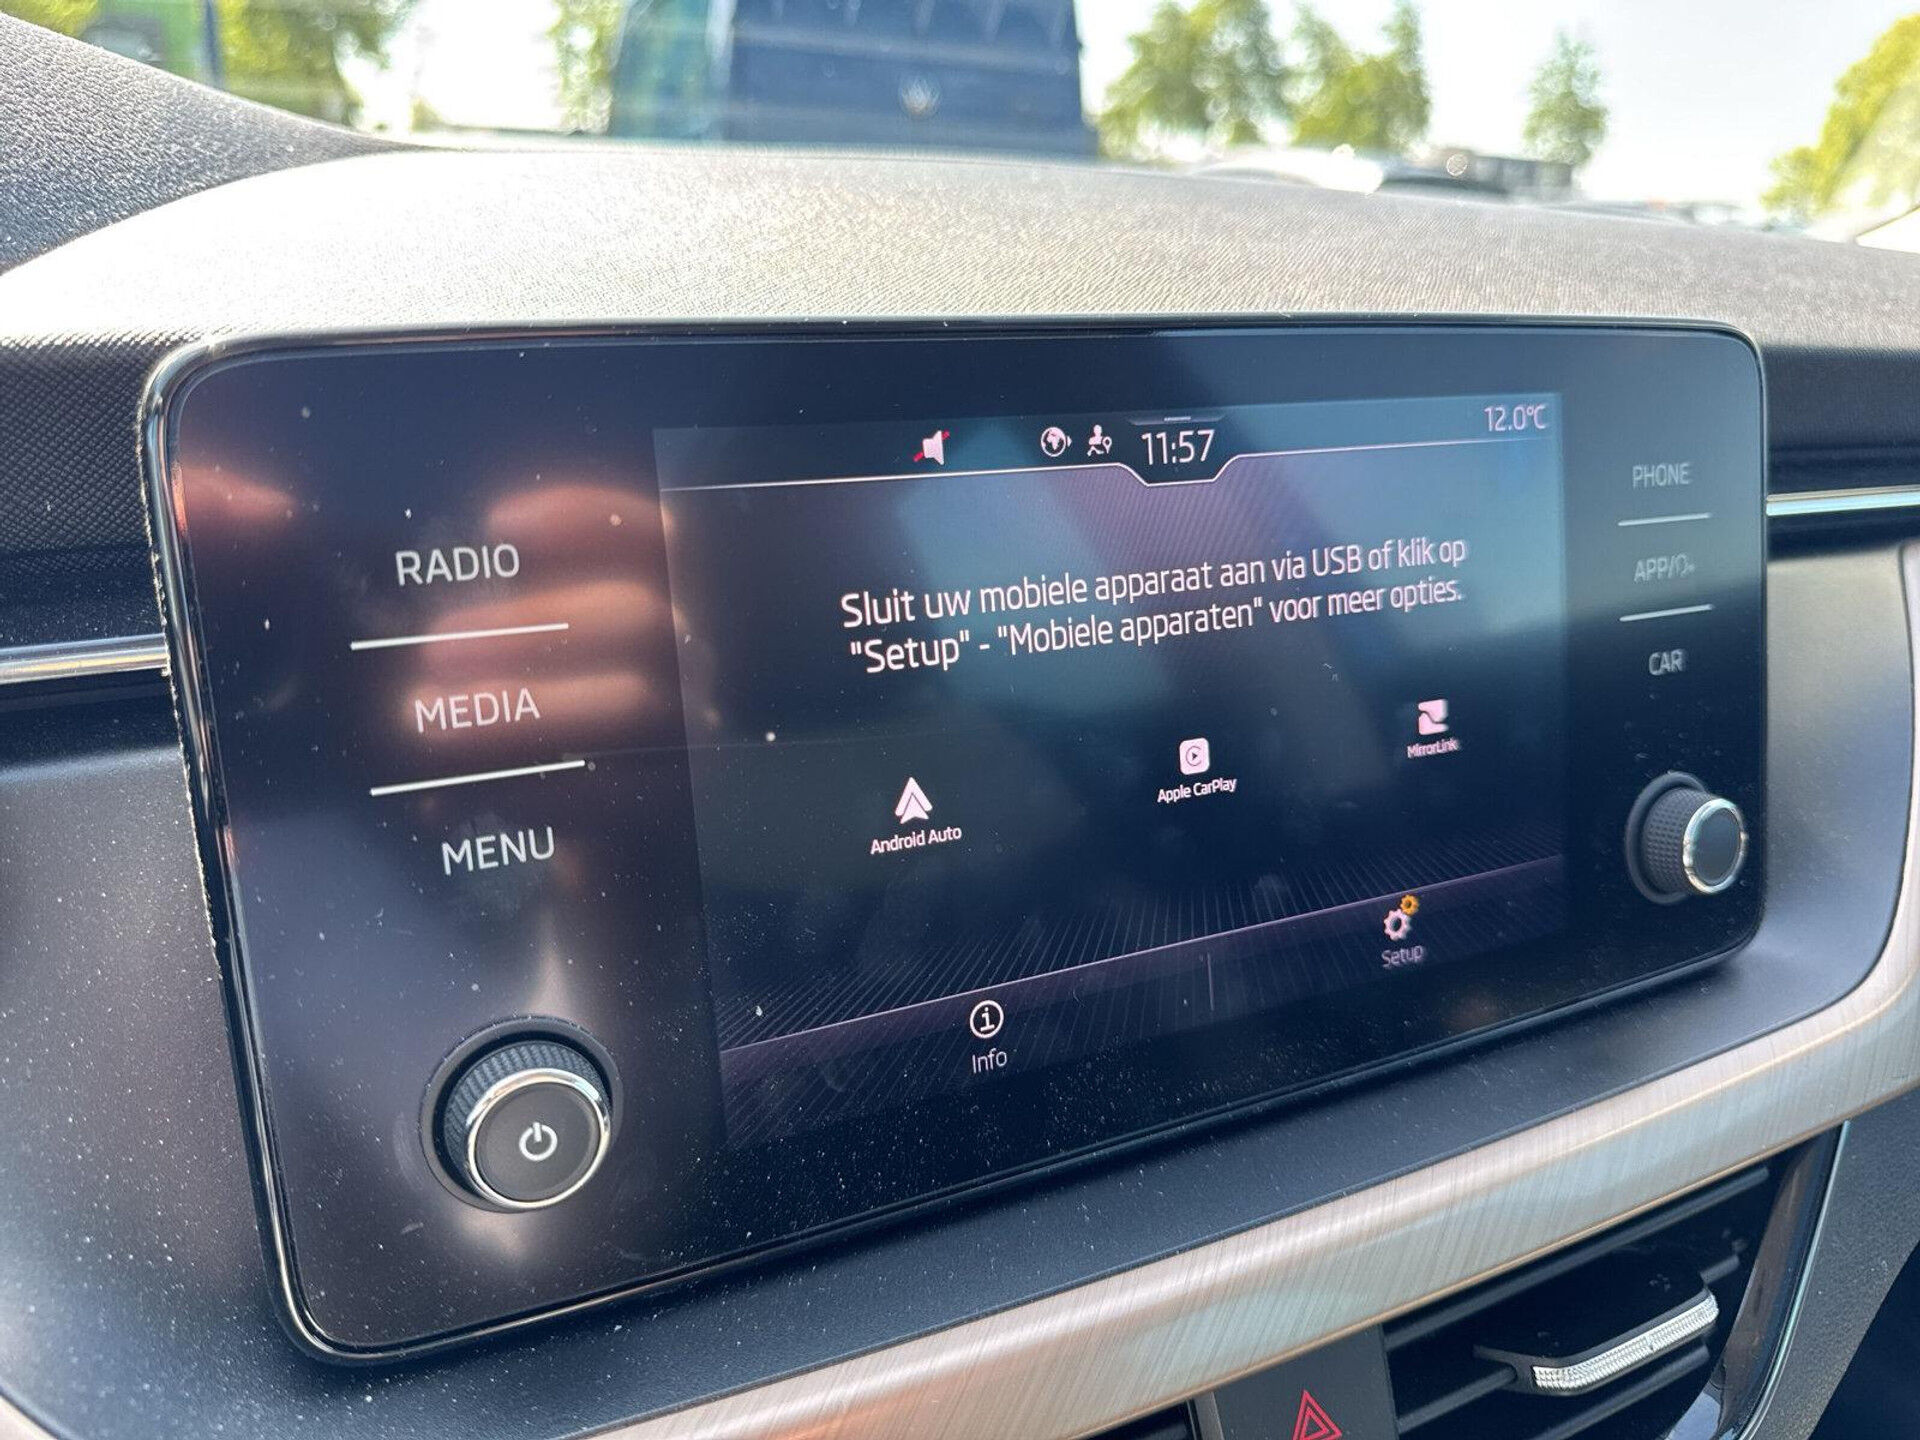 11:57
12.0°C
RADIO
MEDIA
MENU
Sluit uw mobiele apparaat aan via USB of klik op
"Setup" - "Mobiele apparaten" voor meer opties.
Android Auto
Apple CarPlay
MirrorLink
Info
Setup
PHONE
APP/
CAR